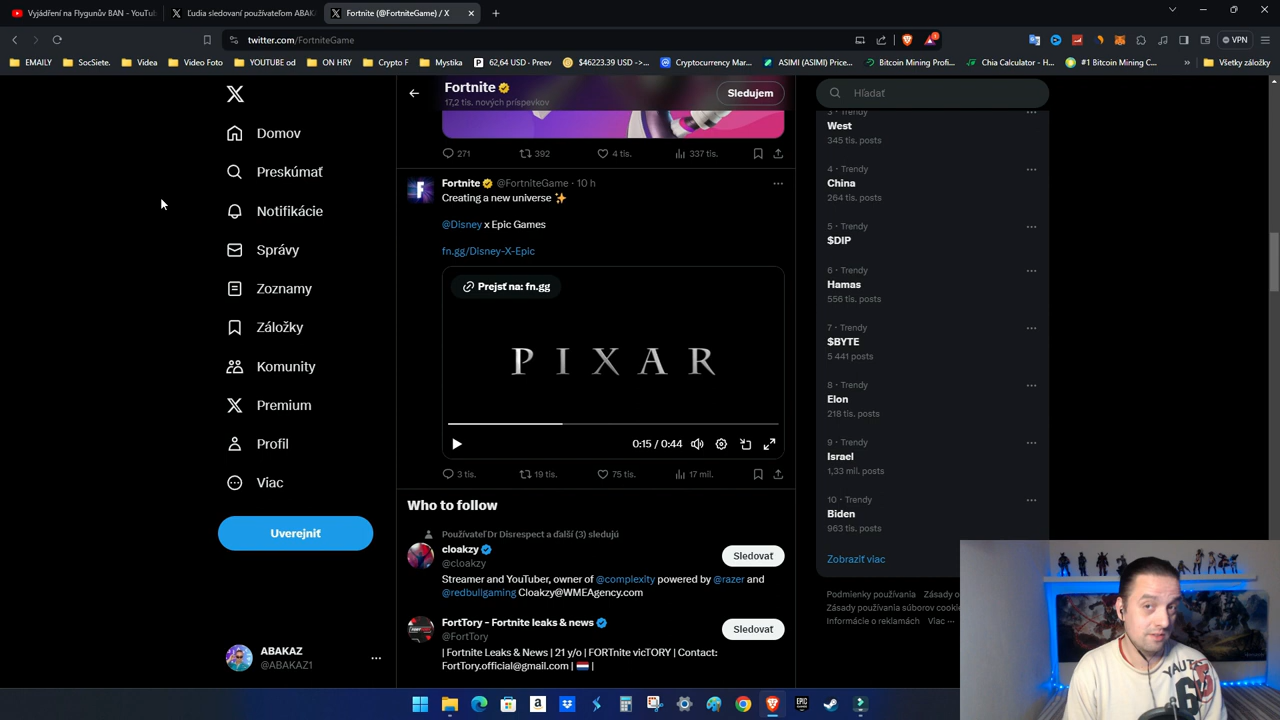 Vyjádření na Flygunův BAN - YouTu
Ľudia sledovaní používateľom ABAK
Fortnite (@FortniteGame) / X
twitter.com/FortniteGame
1
VPN
EMAILY
SocSiete.
Videa
Video Foto
YOUTUBE od
ON HRY
Crypto F
Mystika
62,64 USD · Preev
$46223.39 USD ->...
Cryptocurrency Mar...
ASIMI (ASIMI) Price...
Bitcoin Mining Profi...
Chia Calculator - H...
#1 Bitcoin Mining C...
Všetky záložky
Domov
Preskúmať
Notifikácie
Správy
Zoznamy
Záložky
Komunity
Premium
Profil
Viac
Uverejniť
ABAKAZ
@ABAKAZ1
Fortnite
17,2 tis. nových príspevkov
Sledujem
271
392
4 tis.
337 tis.
Fortnite @FortniteGame · 10 h
Creating a new universe ✨
@Disney x Epic Games
fn.gg/Disney-X-Epic
Prejsť na: fn.gg
PIXAR
0:15 / 0:44
3 tis.
19 tis.
75 tis.
17 mil.
Who to follow
Používateľ Dr Disrespect a ďalší (3) sledujú
cloakzy
@cloakzy
Sledovať
Streamer and YouTuber, owner of @complexity powered by @razer and
@redbullgaming Cloakzy@WMEAgency.com
FortTory - Fortnite leaks & news
@FortTory
Sledovať
| Fortnite Leaks & News | 21 y/o | FORTnite vicTORY | Contact:
FortTory.official@gmail.com | 🇳🇱 |
Hľadať
3 · Trendy
West
345 tis. posts
4 · Trendy
China
264 tis. posts
5 · Trendy
$DIP
6 · Trendy
Hamas
556 tis. posts
7 · Trendy
$BYTE
5 441 posts
8 · Trendy
Elon
218 tis. posts
9 · Trendy
Israel
1,33 mil. posts
10 · Trendy
Biden
963 tis. posts
Zobraziť viac
Podmienky používania Zásady o
Zásady používania súborov cookie
Informácie o reklamách Viac ···